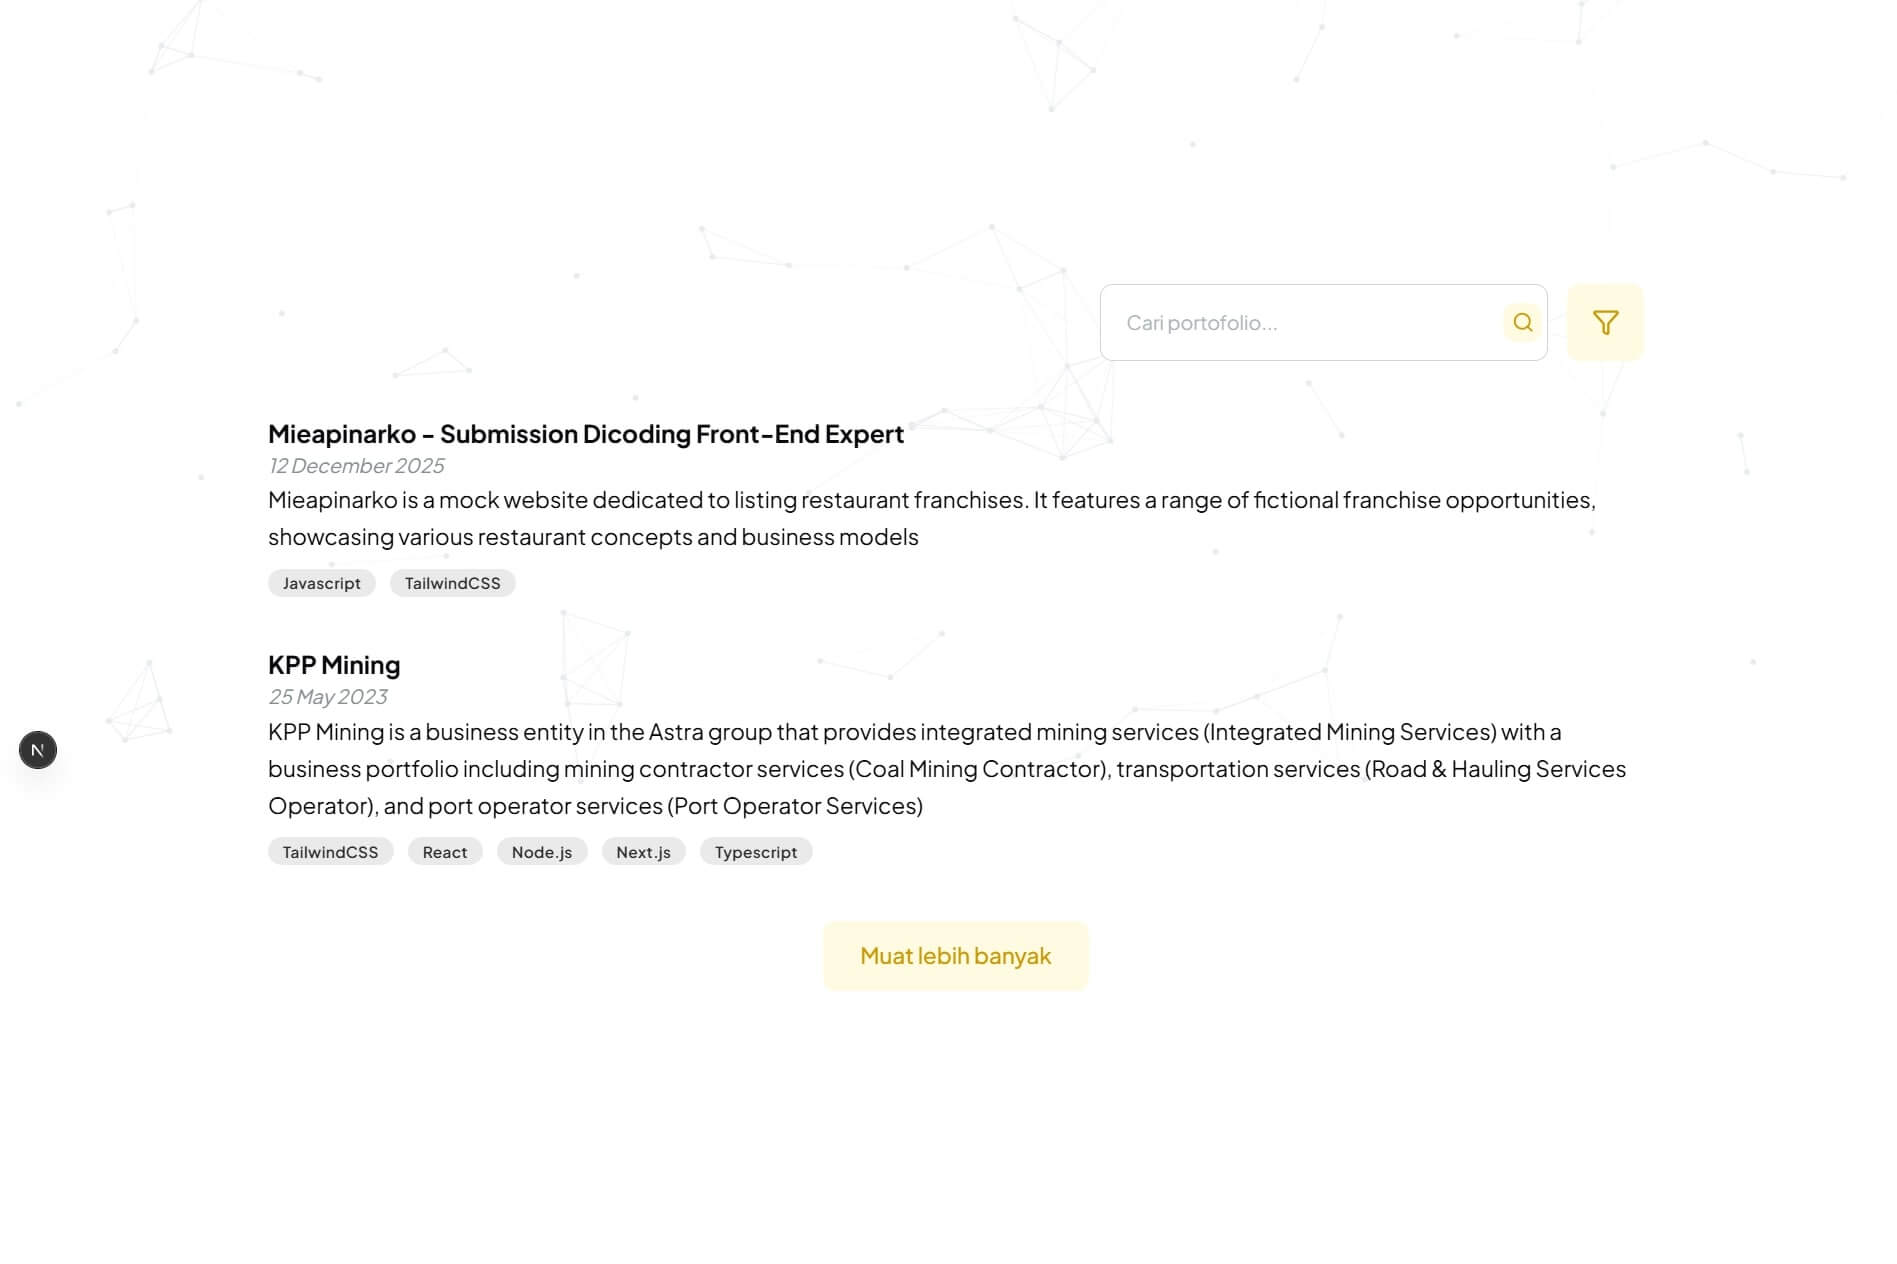 Cari portofolio...
Mieapinarko - Submission Dicoding Front-End Expert
12 December 2025
Mieapinarko is a mock website dedicated to listing restaurant franchises. It features a range of fictional franchise opportunities,
showcasing various restaurant concepts and business models
Javascript TailwindCSS
KPP Mining
25 May 2023
KPP Mining is a business entity in the Astra group that provides integrated mining services (Integrated Mining Services) with a
business portfolio including mining contractor services (Coal Mining Contractor), transportation services (Road & Hauling Services
Operator), and port operator services (Port Operator Services)
N
TailwindCSS React Node.js Next.js Typescript
Muat lebih banyak